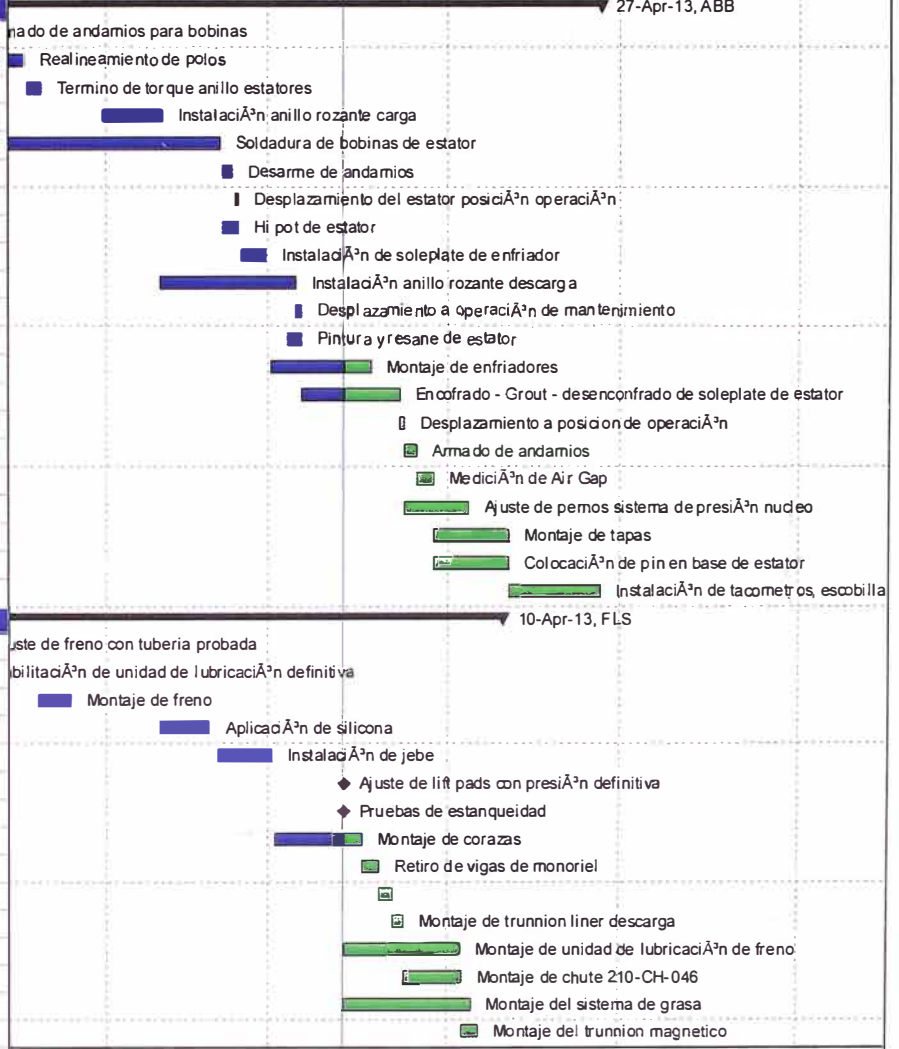 27-Apr-13, ABB
nado de andamios para bobinas
Realineamiento de polos
Termino de torque anillo estatores
InstalaciÃ³n anillo rozante carga
Soldadura de bobinas de estator
Desarme de andamios
Desplazamiento del estator posiciÃ³n operaciÃ³n
Hi pot de estator
InstalaciÃ³n de soleplate de enfriador
InstalaciÃ³n anillo rozante descarga
Desplazamiento a operaciÃ³n de mantenimiento
Pintura y resane de estator
Montaje de enfriadores
Encofrado - Grout - desenconfrado de soleplate de estator
Desplazamiento a posicion de operaciÃ³n
Armado de andamios
MediciÃ³n de Air Gap
Ajuste de pernos sistema de presiÃ³n nucleo
Montaje de tapas
ColocaciÃ³n de pin en base de estator
InstalaciÃ³n de tacometros, escobilla
10-Apr-13, FLS
uste de freno con tuberia probada
bilitaciÃ³n de unidad de lubricaciÃ³n definitiva
Montaje de freno
AplicaciÃ³n de silicona
InstalaciÃ³n de jebe
Ajuste de lift pads con presiÃ³n definitiva
Pruebas de estanqueidad
Montaje de corazas
Retiro de vigas de monoriel
Montaje de trunnion liner descarga
Montaje de unidad de lubricaciÃ³n de freno
Montaje de chute 210-CH-046
Montaje del sistema de grasa
Montaje del trunnion magnetico